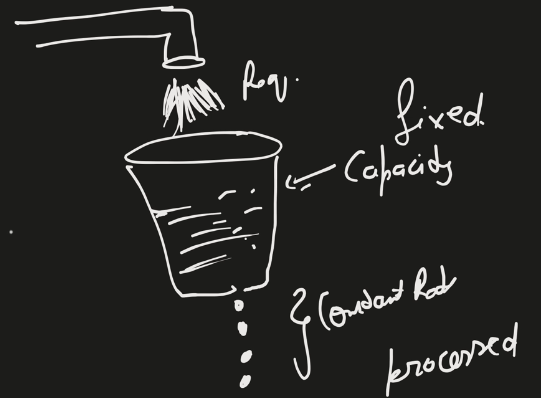 Req.
fixed
Capacity
Constant Rate
processed